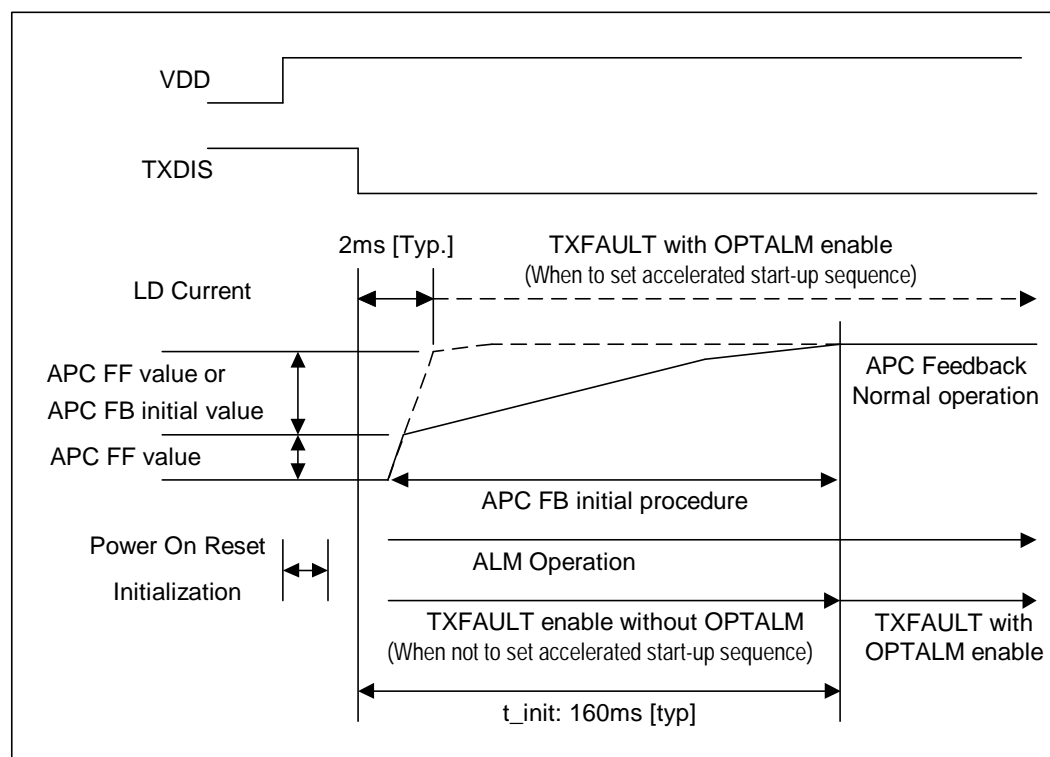 VDD
TXDIS
2ms [Typ.]
TXFAULT with OPTALM enable
(When to set accelerated start-up sequence)
LD Current
APC FF value or
APC FB initial value
APC Feedback
Normal operation
APC FF value
APC FB initial procedure
Power On Reset
Initialization
ALM Operation
TXFAULT enable without OPTALM
(When not to set accelerated start-up sequence)
TXFAULT with
OPTALM enable
t_init: 160ms [typ]